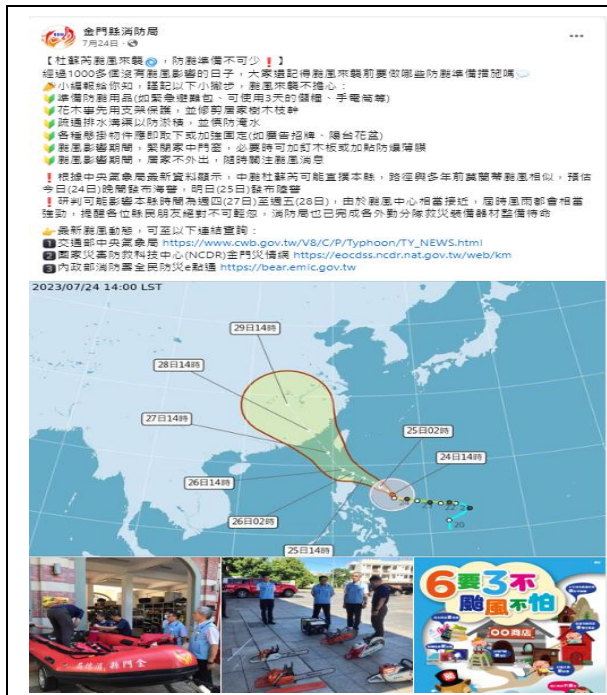 金門縣消防局
7月24日
【杜蘇芮颱風來襲🌀，防颱準備不可少❗】
經過1000多個沒有颱風影響的日子，大家還記得颱風來襲前要做哪些防颱準備措施嗎
小編報給你知，謹記以下小撇步，颱風來襲不擔心：
準備防颱用品(如緊急避難包、可使用3天的儲糧、手電筒等)
花木事先用支架保護，並修剪居家樹木枝幹
疏通排水溝渠以防淤積，並慎防淹水
各種懸掛物件應即取下或加強固定(如廣告招牌、陽台花盆)
颱風影響期間，緊閉家中門窗，必要時可加釘木板或加貼防爆薄膜
颱風影響期間，居家不外出，隨時關注颱風消息
❗根據中央氣象局最新資料顯示，中颱杜蘇芮可能直撲本縣，路徑與多年前莫蘭蒂颱風相似，預估
今日(24日)晚間發布海警，明日(25日)發布陸警
❗研判可能影響本縣時間為週四(27日)至週五(28日)，由於颱風中心相當接近，屆時風雨都會相當
強勁，提醒各位縣民朋友絕對不可輕忽，消防局也已完成各外勤分隊救災裝備器材整備待命
👉最新颱風動態，可至以下連結查詢：
1 交通部中央氣象局 https://www.cwb.gov.tw/V8/C/P/Typhoon/TY_NEWS.html
2 國家災害防救科技中心(NCDR)金門災情網 https://eocdss.ncdr.nat.gov.tw/web/km
3 內政部消防署全民防災e點通 https://bear.emic.gov.tw
2023/07/24 14:00 LST
29日14時
28日14時
27日14時
25日02時
24日14時
26日14時
26日02時
25日14時
22
21
20
6要3不
颱風不怕
OO商店
金門縣消防局